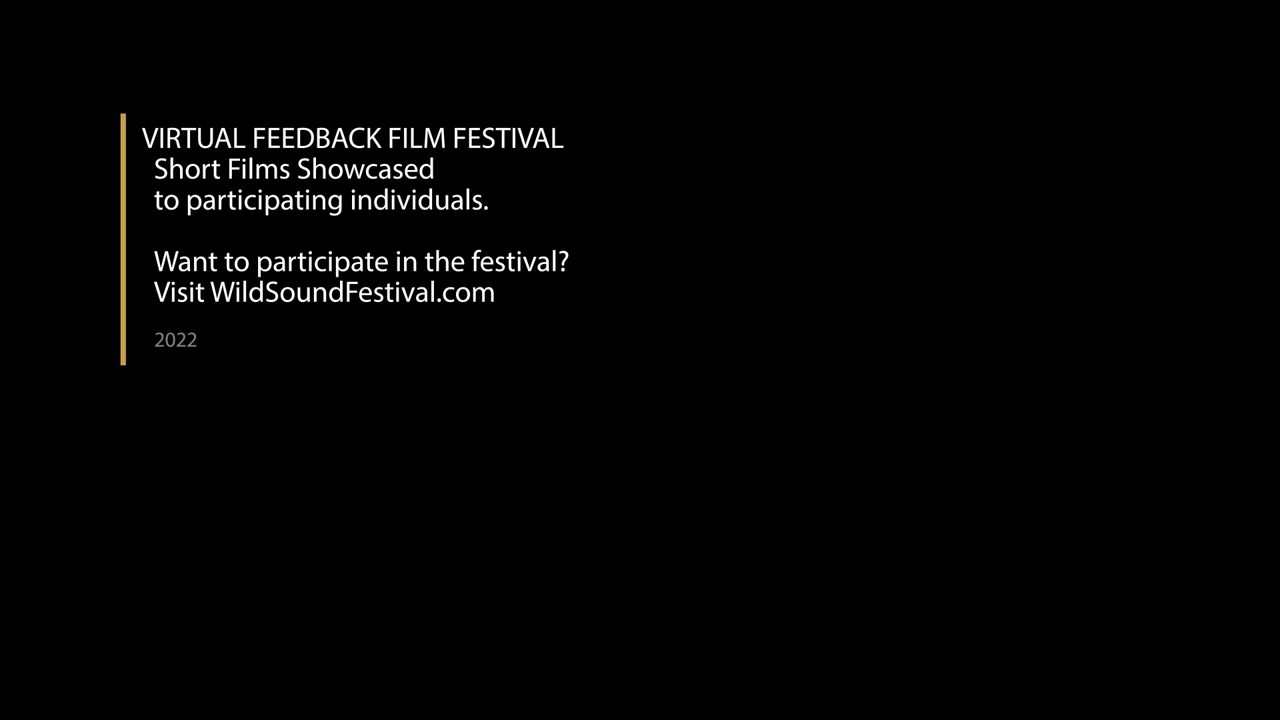 VIRTUAL FEEDBACK FILM FESTIVAL
Short Films Showcased
to participating individuals.
Want to participate in the festival?
Visit WildSoundFestival.com
2022